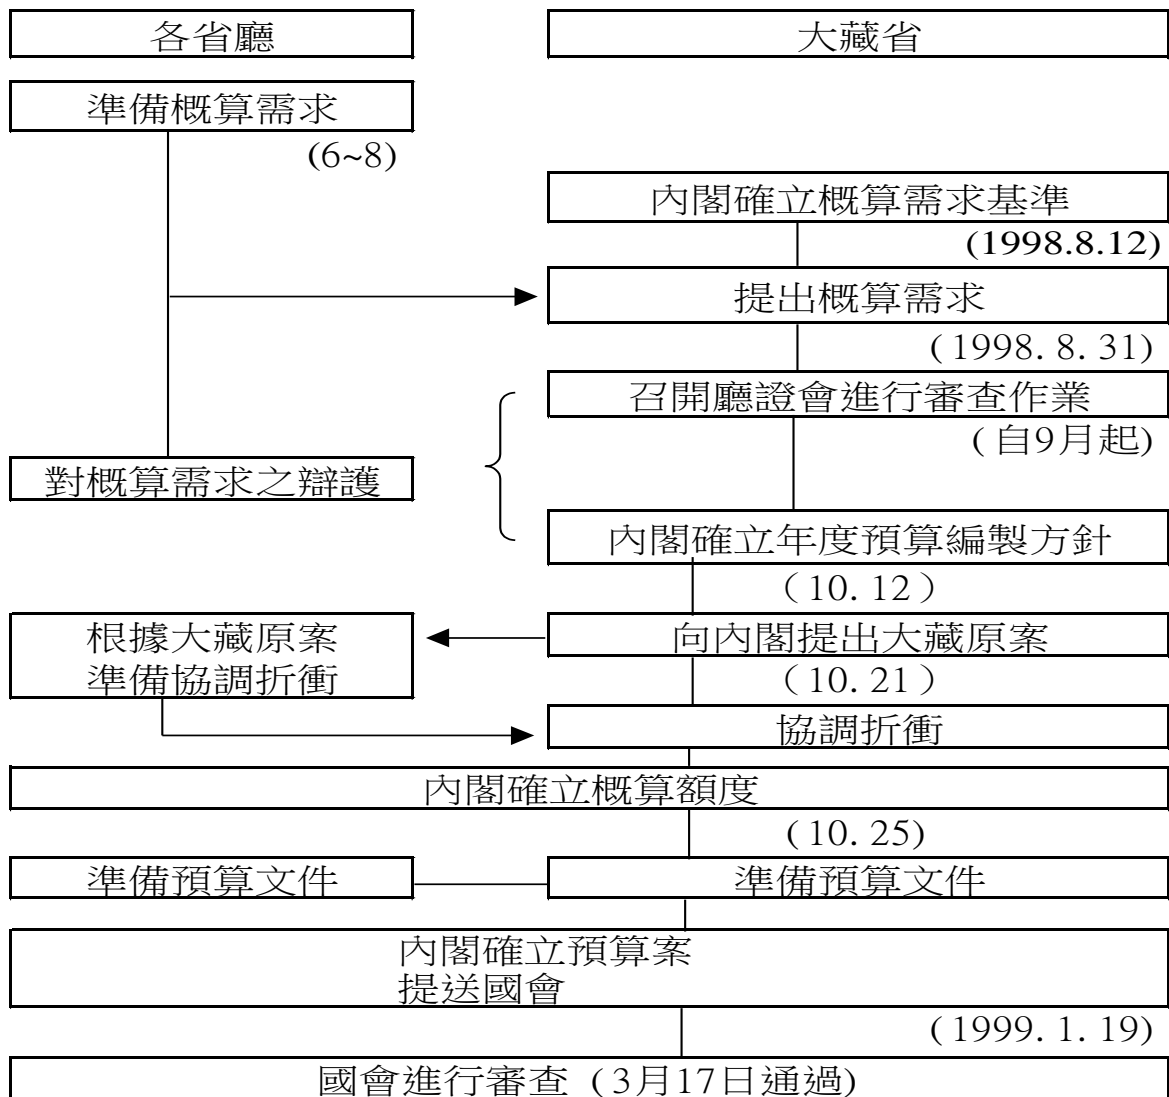 各省廳
大藏省
準備概算需求
(6~8)
內閣確立概算需求基準
(1998.8.12)
提出概算需求
(1998. 8. 31)
召開廳證會進行審查作業
(自9月起)
對概算需求之辯護
內閣確立年度預算編製方針
(10. 12)
根據大藏原案
準備協調折衝
向內閣提出大藏原案
(10. 21)
協調折衝
內閣確立概算額度
(10. 25)
準備預算文件
準備預算文件
內閣確立預算案
提送國會
(1999. 1. 19)
國會進行審查 (3月17日通過)